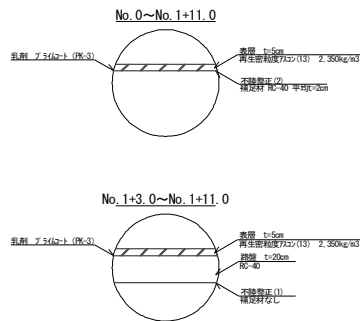 No.0～No.1+11.0
乳剤 プライムコート (PK-3)
表層 t=5cm
再生密粒度アスコン(13) 2,350kg/m3
不陸整正(2)
補足材 RC-40 平均t=2cm
No.1+3.0～No.1+11.0
乳剤 プライムコート (PK-3)
表層 t=5cm
再生密粒度アスコン(13) 2,350kg/m3
路盤 t=20cm
RC-40
不陸整正(1)
補足材なし